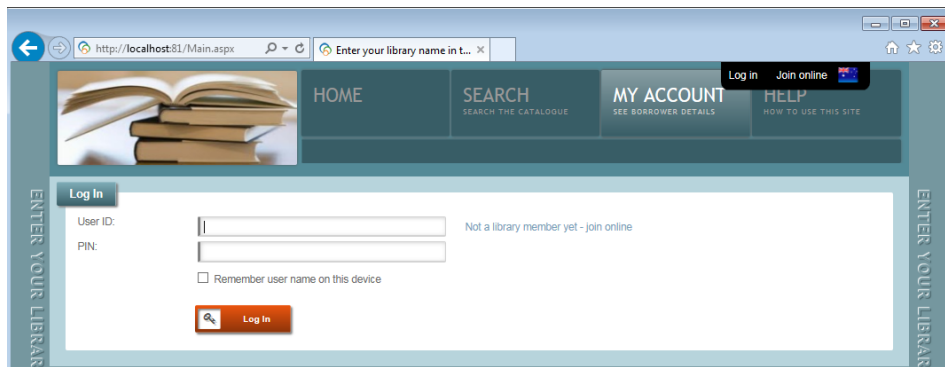 http://localhost:81/Main.aspx
Enter your library name in t...
Log in Join online
HOME
SEARCH
SEARCH THE CATALOGUE
MY ACCOUNT
SEE BORROWER DETAILS
HELP
HOW TO USE THIS SITE
ENTER YOUR LIBRAR
Log In
User ID:
Not a library member yet - join online
PIN:
Remember user name on this device
Log In
ENTER YOUR LIBRAR